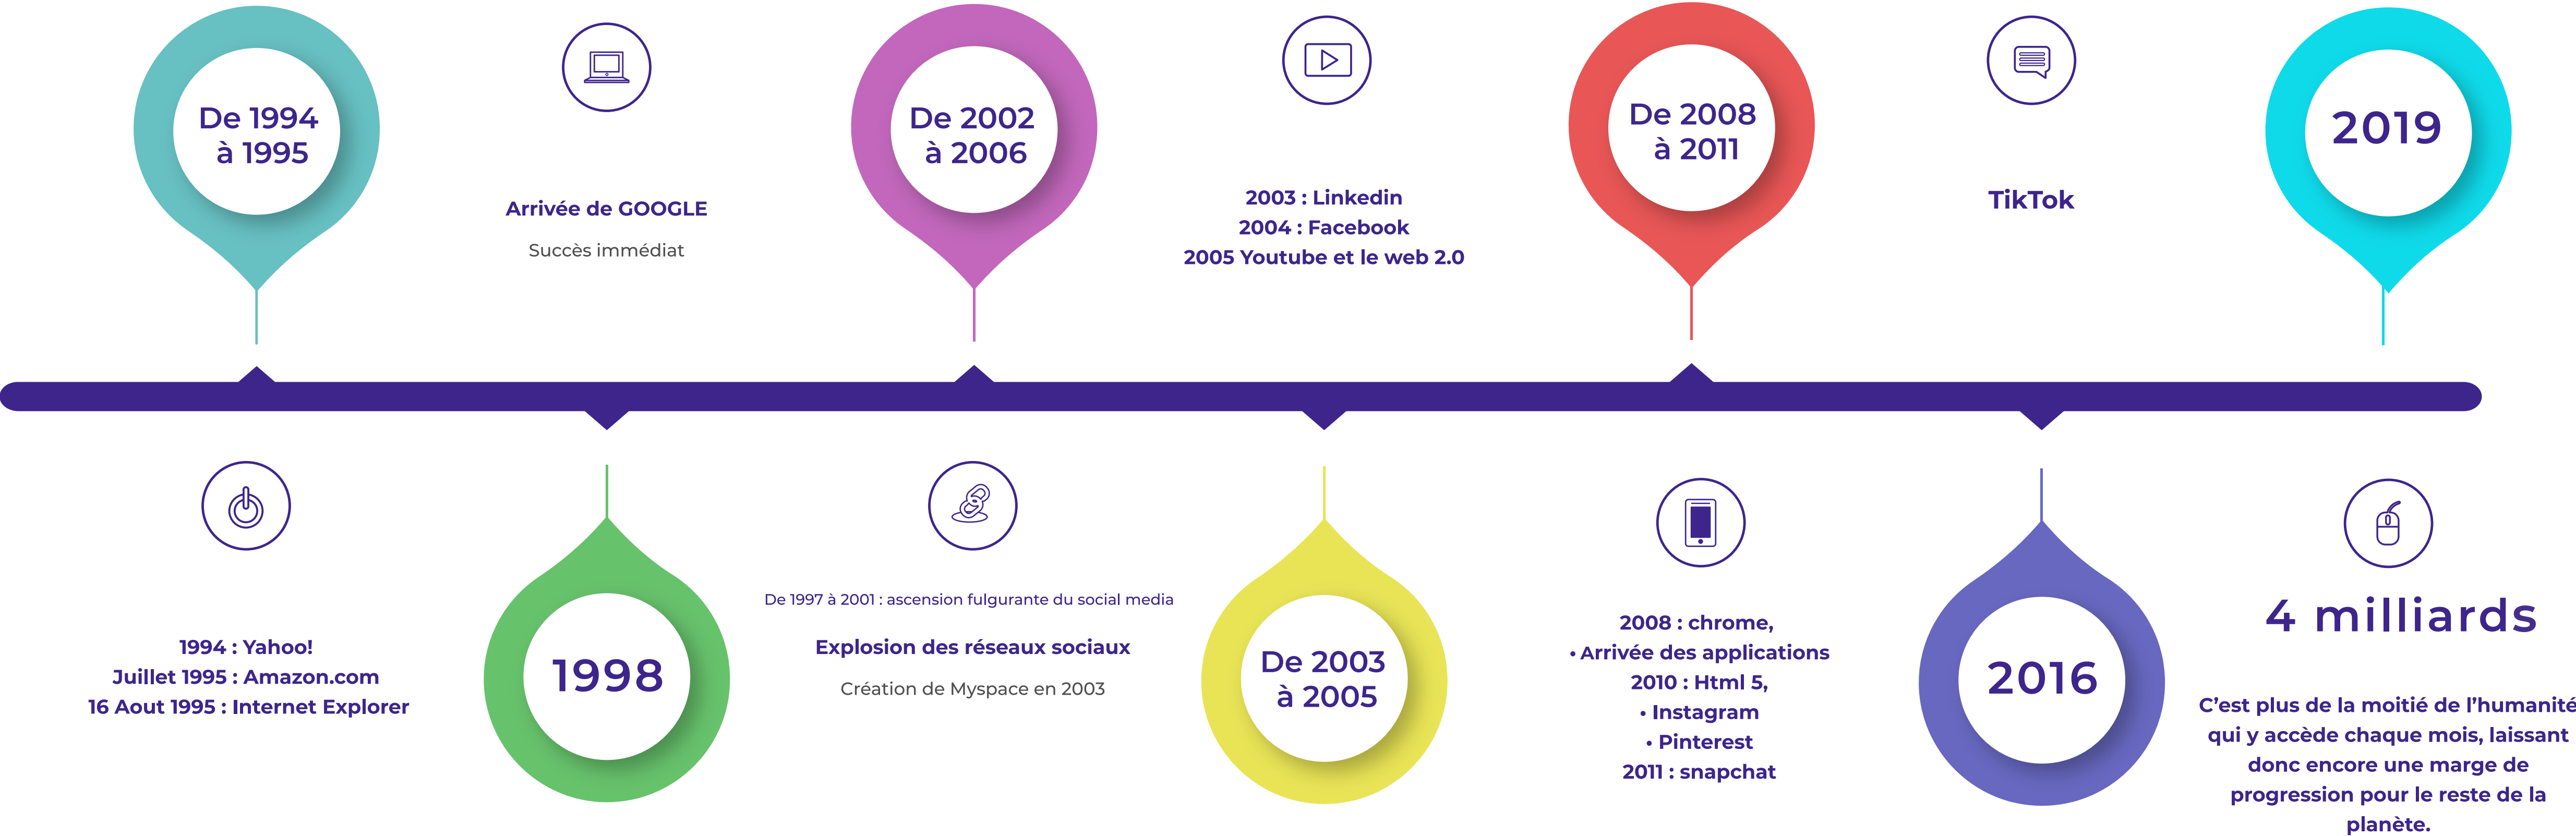 De 1994
à 1995
1994 : Yahoo!
Juillet 1995 : Amazon.com
16 Aout 1995 : Internet Explorer
Arrivée de GOOGLE
Succès immédiat
1998
De 2002
à 2006
De 1997 à 2001 : ascension fulgurante du social media
Explosion des réseaux sociaux
Création de Myspace en 2003
2003 : Linkedin
2004 : Facebook
2005 Youtube et le web 2.0
De 2003
à 2005
De 2008
à 2011
2008 : chrome,
• Arrivée des applications
2010 : Html 5,
• Instagram
• Pinterest
2011 : snapchat
TikTok
2016
2019
4 milliards
C’est plus de la moitié de l’humanité
qui y accède chaque mois, laissant
donc encore une marge de
progression pour le reste de la
planète.